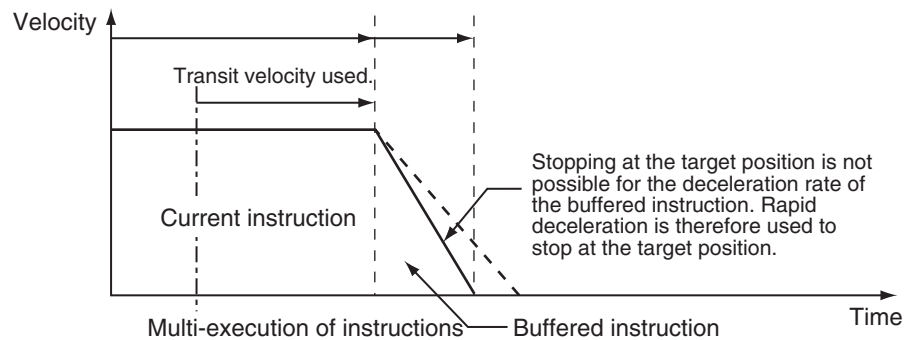 Velocity
Transit velocity used.
Stopping at the target position is not
possible for the deceleration rate of
the buffered instruction. Rapid
deceleration is therefore used to
stop at the target position.
Current instruction
Time
Multi-execution of instructions
Buffered instruction